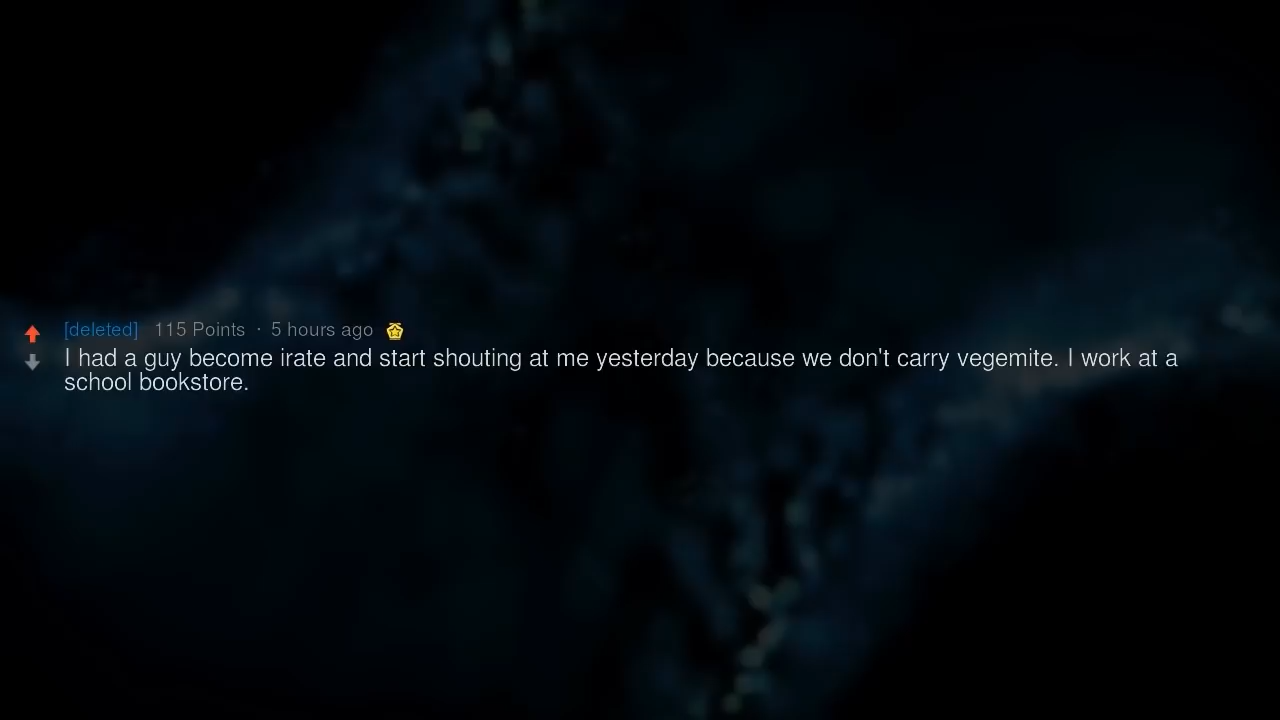 [deleted] 115 Points · 5 hours ago
I had a guy become irate and start shouting at me yesterday because we don't carry vegemite. I work at a
school bookstore.